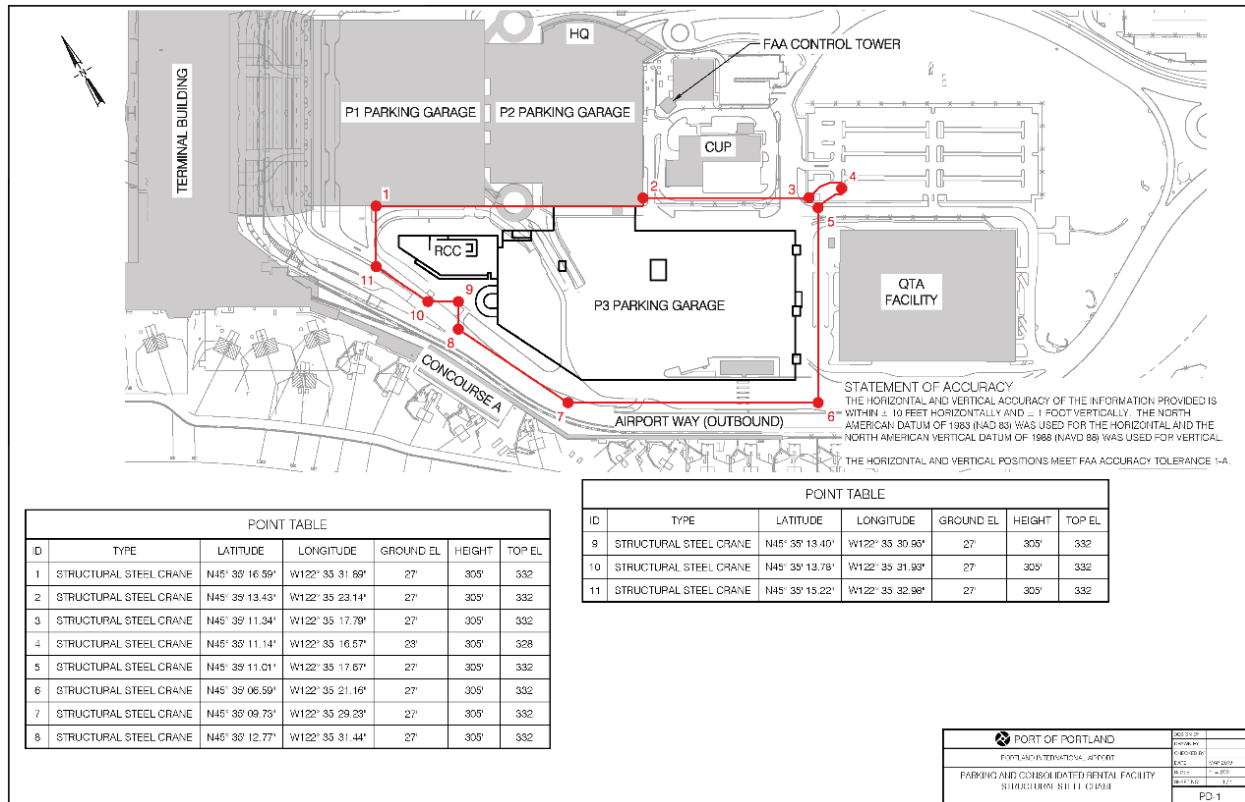 HQ
FAA CONTROL TOWER
TERMINAL BUILDING
P1 PARKING GARAGE
P2 PARKING GARAGE
CUP
1
2
3
4
5
RCC
11
10
9
8
P3 PARKING GARAGE
QTA
FACILITY
CONCOURSE A
7
6
AIRPORT WAY (OUTBOUND)
STATEMENT OF ACCURACY
THE HORIZONTAL AND VERTICAL ACCURACY OF THE INFORMATION PROVIDED IS
WITHIN ± 10 FEET HORIZONTALLY AND ± 1 FOOT VERTICALLY. THE NORTH
AMERICAN DATUM OF 1983 (NAD 83) WAS USED FOR THE HORIZONTAL AND THE
NORTH AMERICAN VERTICAL DATUM OF 1988 (NAVD 88) WAS USED FOR VERTICAL.
THE HORIZONTAL AND VERTICAL POSITIONS MEET FAA ACCURACY TOLERANCE 1-A.
POINT TABLE
ID TYPE LATITUDE LONGITUDE GROUND EL HEIGHT TOP EL
1 STRUCTURAL STEEL CRANE N45° 35' 16.59" W122° 35 31.89" 27' 305' 332
2 STRUCTURAL STEEL CRANE N45° 35' 13.43" W122° 35 23.14" 27' 305' 332
3 STRUCTURAL STEEL CRANE N45° 35' 11.34" W122° 35 17.79" 27' 305' 332
4 STRUCTURAL STEEL CRANE N45° 35' 11.14" W122° 35 16.57" 23' 305' 328
5 STRUCTURAL STEEL CRANE N45° 35' 11.01" W122° 35 17.67" 27' 305' 332
6 STRUCTURAL STEEL CRANE N45° 35' 06.59" W122° 35 21.16" 27' 305' 332
7 STRUCTURAL STEEL CRANE N45° 35' 09.73" W122° 35 29.23" 27' 305' 332
8 STRUCTURAL STEEL CRANE N45° 35' 12.77" W122° 35 31.44" 27' 305' 332
POINT TABLE
ID TYPE LATITUDE LONGITUDE GROUND EL HEIGHT TOP EL
9 STRUCTURAL STEEL CRANE N45° 35' 13.40" W122° 35 30.95" 27' 305' 332
10 STRUCTURAL STEEL CRANE N45° 35' 13.78" W122° 35 31.93" 27' 305' 332
11 STRUCTURAL STEEL CRANE N45° 35' 15.22" W122° 35 32.98" 27' 305' 332
PORT OF PORTLAND
PORTLAND INTERNATIONAL AIRPORT
PARKING AND CONSOLIDATED RENTAL FACILITY
STRUCTURAL STEEL CRANE
DESIGN BY
DRAWN BY
CHECKED BY
DATE
PD-1